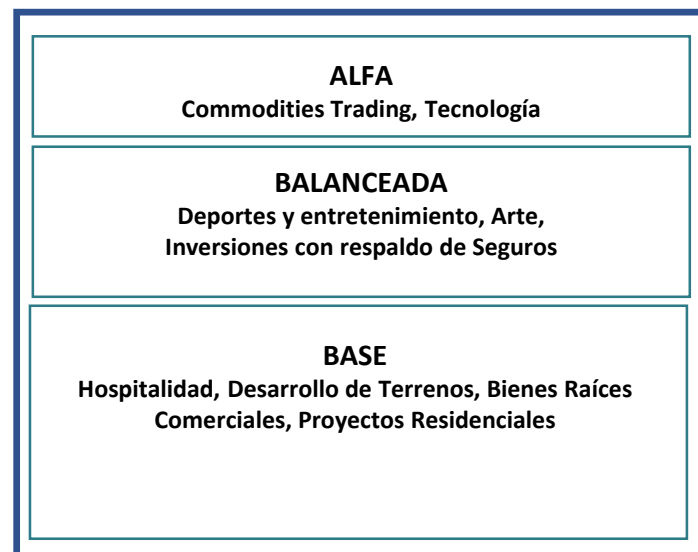 ALFA
Commodities Trading, Tecnología
BALANCEADA
Deportes y entretenimiento, Arte,
Inversiones con respaldo de Seguros
BASE
Hospitalidad, Desarrollo de Terrenos, Bienes Raíces
Comerciales, Proyectos Residenciales